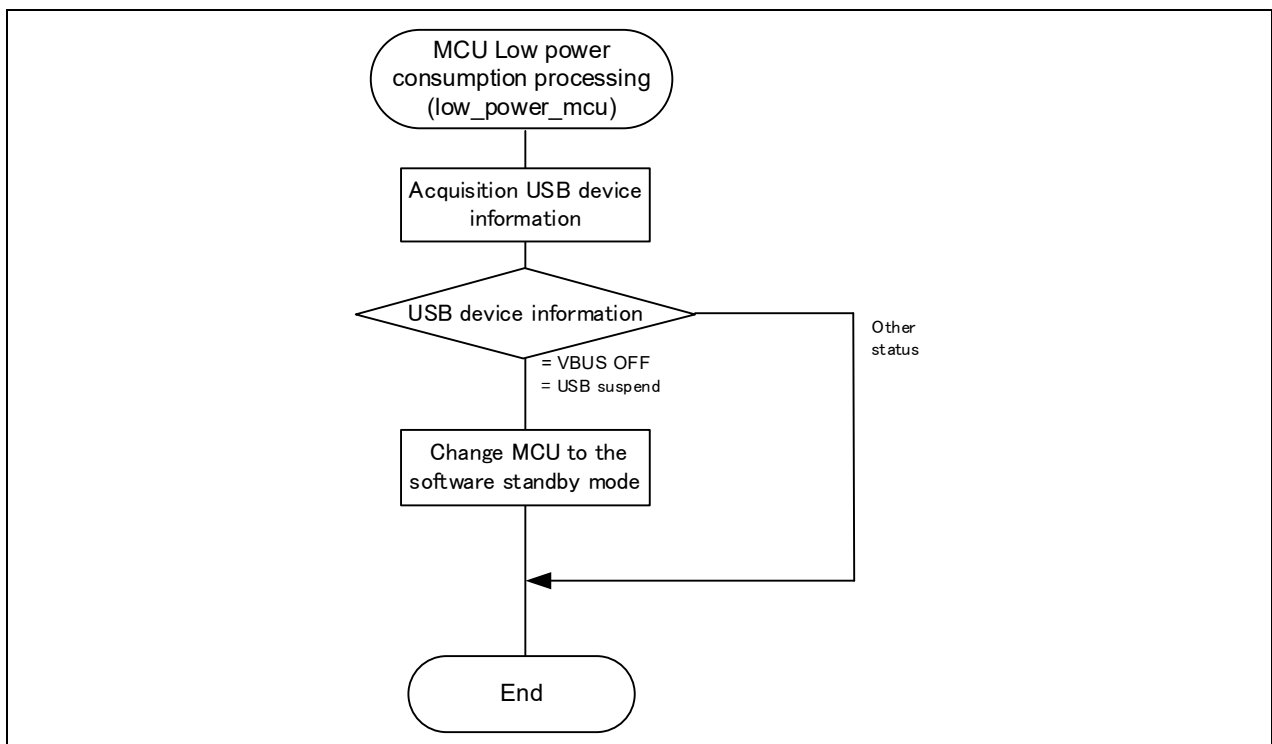 MCU Low power
consumption processing
(low_power_mcu)
Acquisition USB device
information
USB device information
Other
status
= VBUS OFF
= USB suspend
Change MCU to the
software standby mode
End